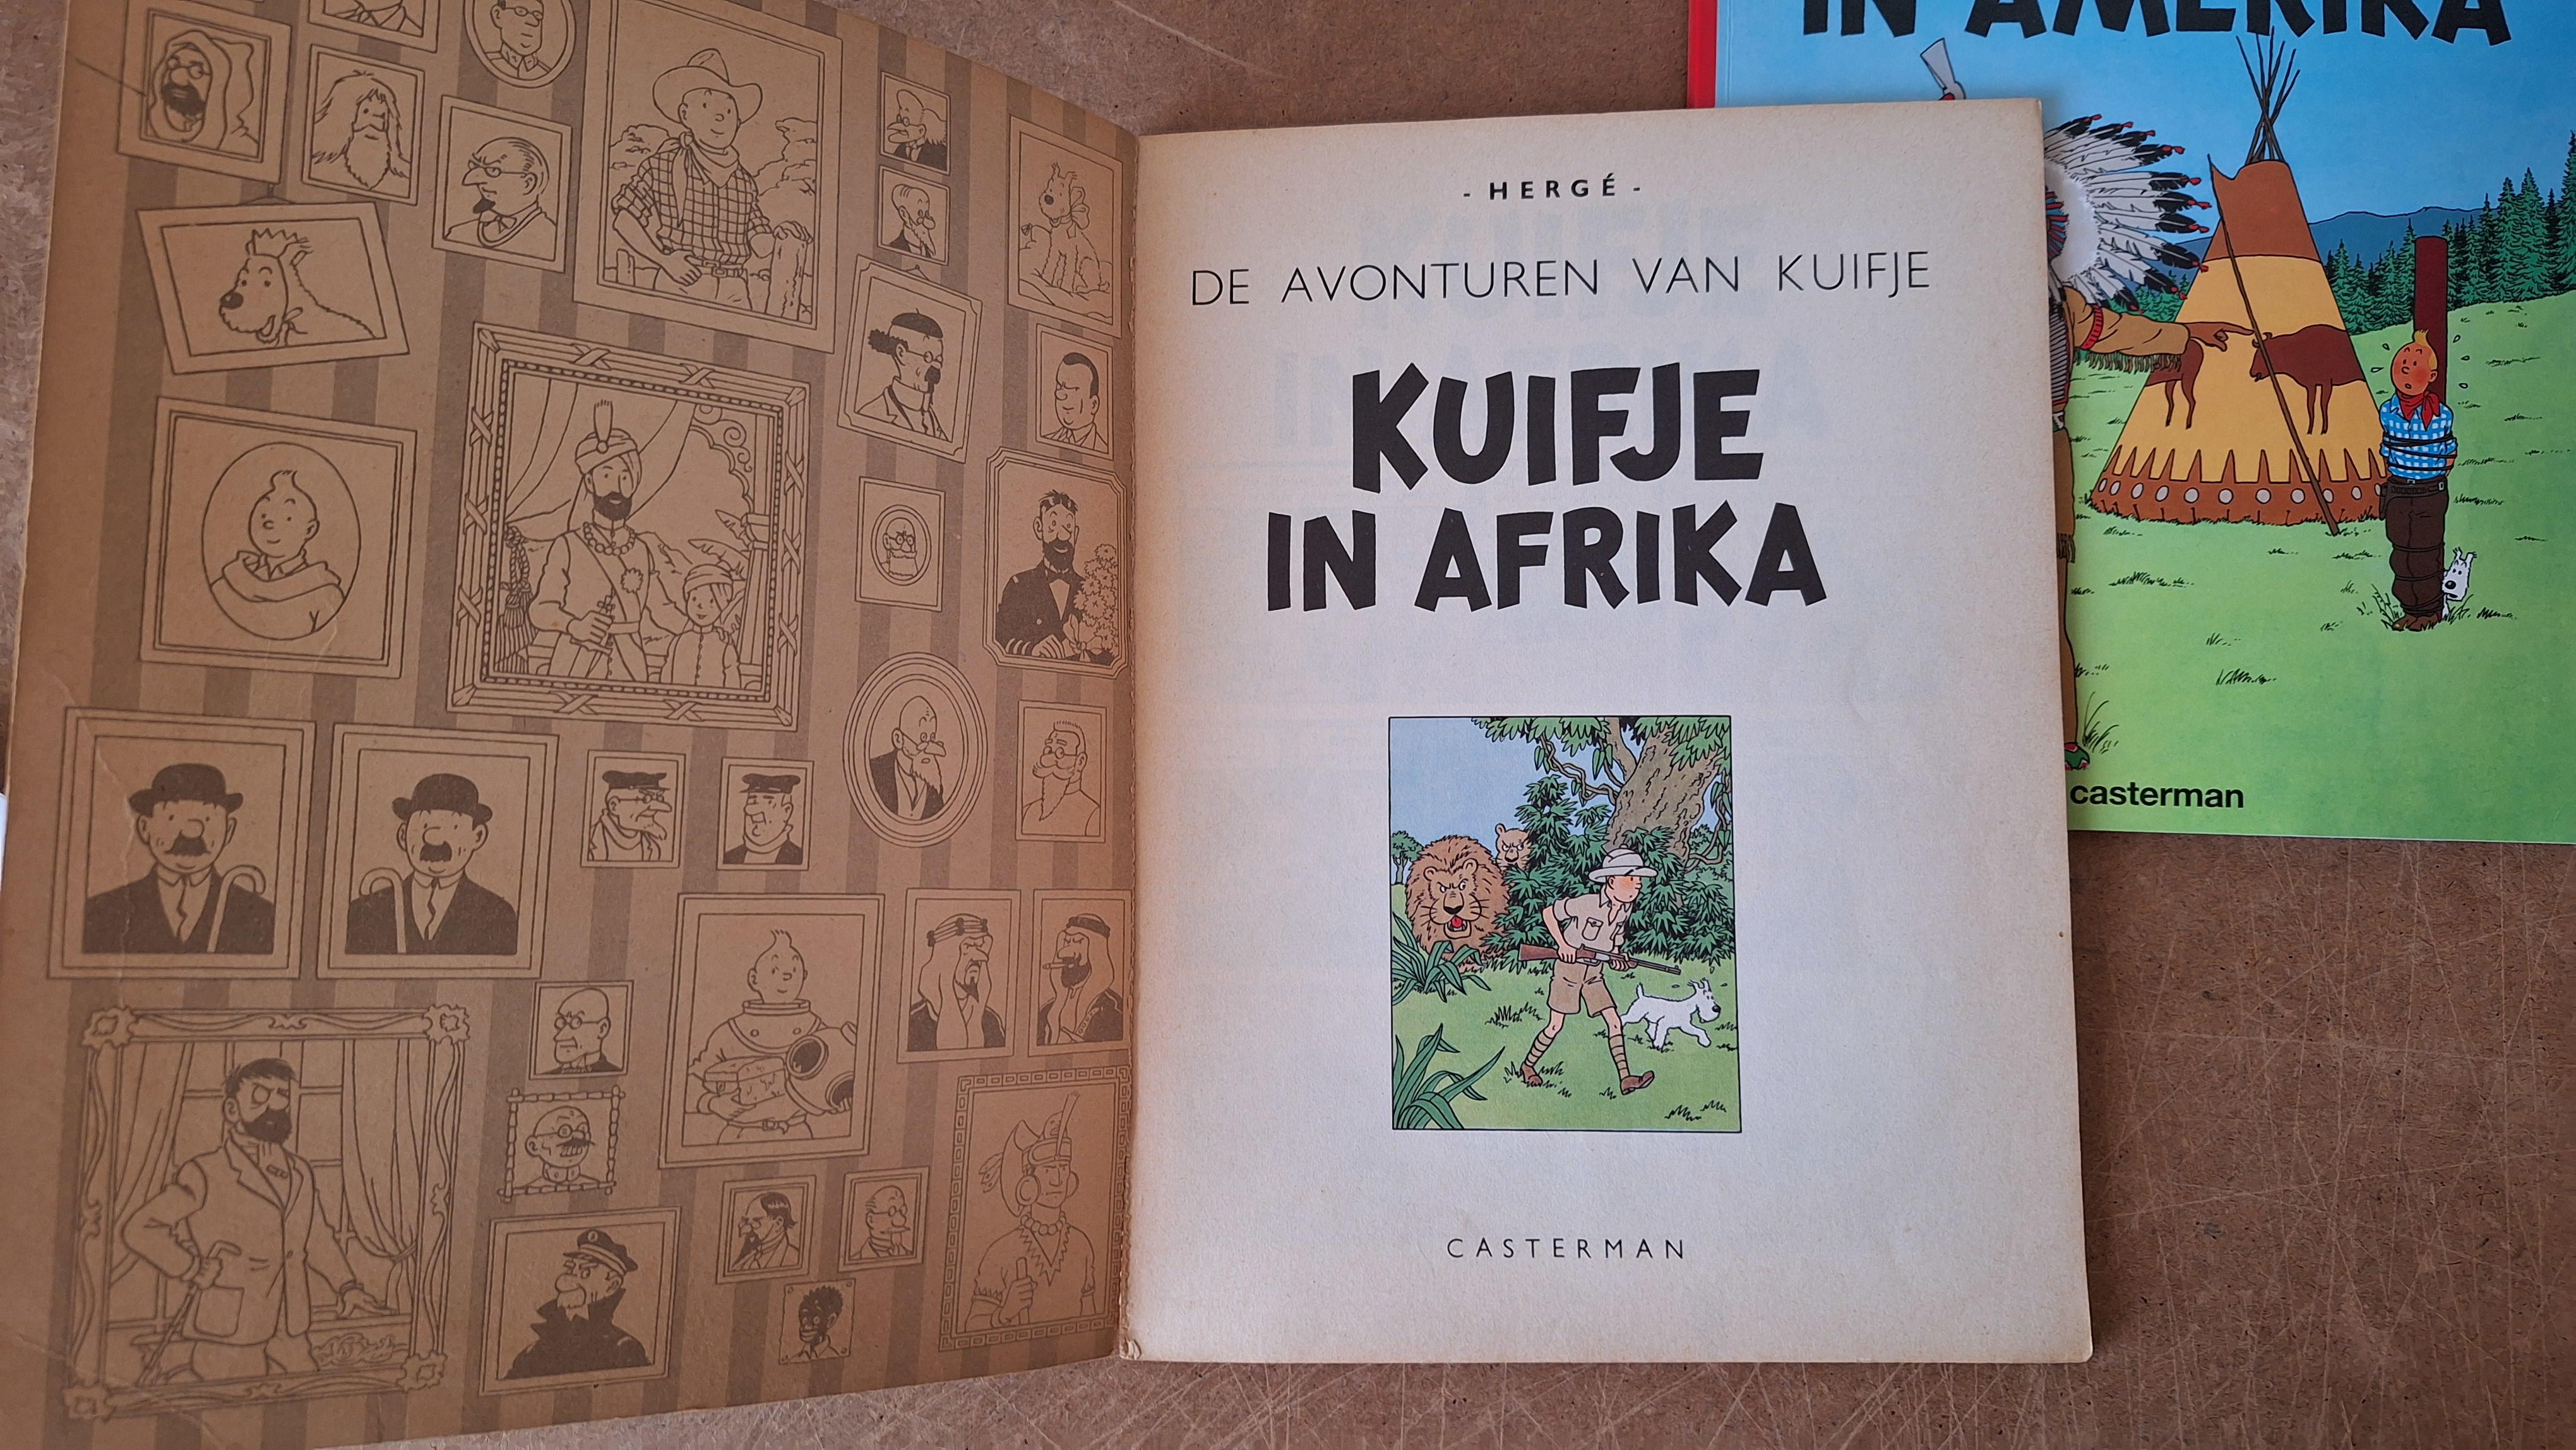 - HERGÉ -
DE AVONTUREN VAN KUIFJE
KUIFJE
IN AFRIKA
CASTERMAN
IN AMERIKA
casterman